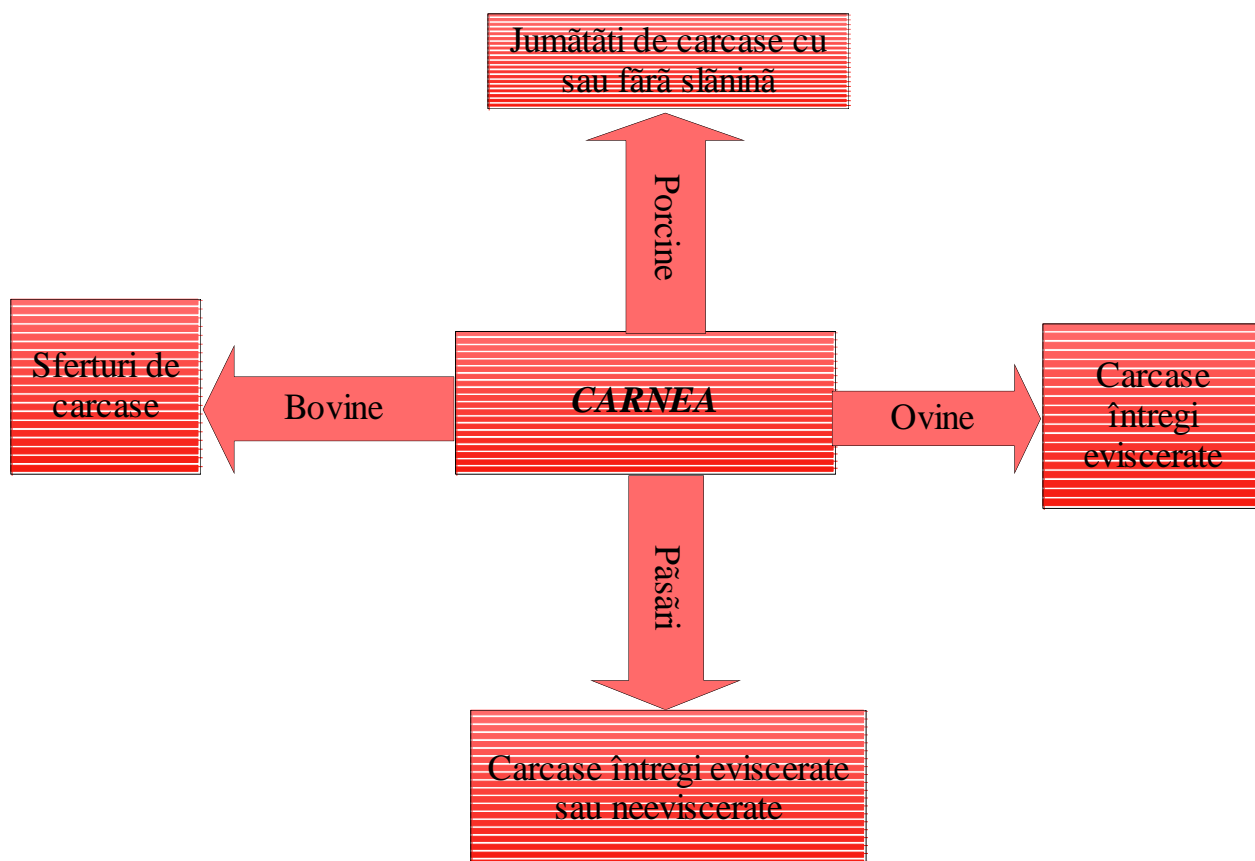 Jumãtãti de carcase cu
sau fãrã slãninã
Porcine
Sferturi de
carcase
Bovine
CARNEA
Ovine
Carcase
întregi
eviscerate
Pãsãri
Carcase întregi eviscerate
sau neeviscerate